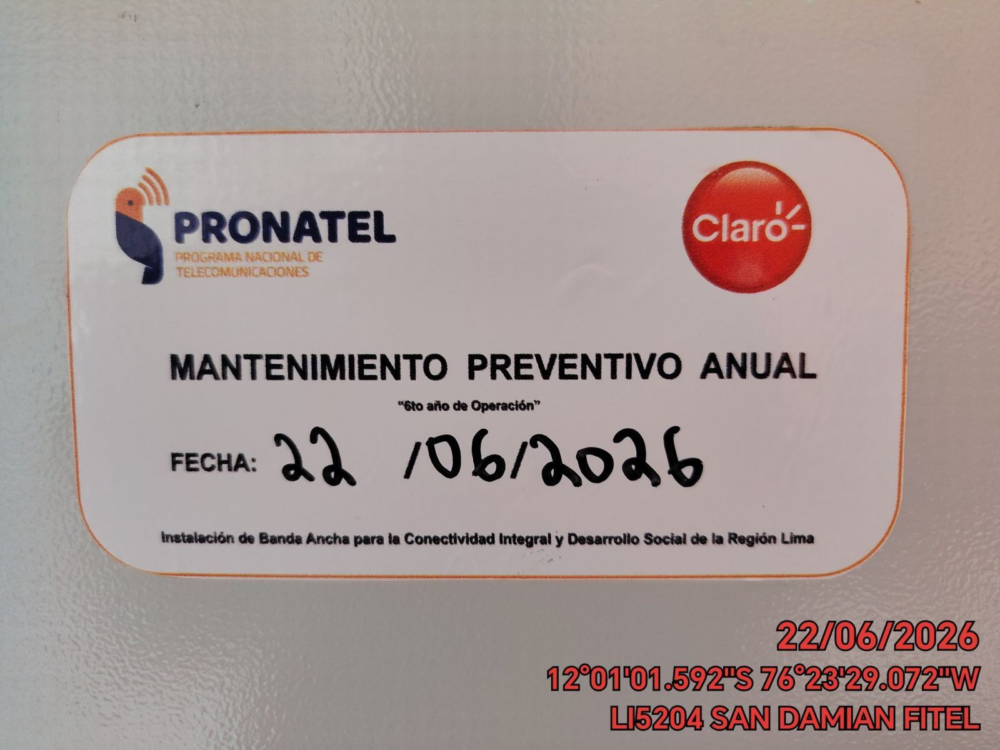 PRONATEL
PROGRAMA NACIONAL DE
TELECOMUNICACIONES
Claro
MANTENIMIENTO PREVENTIVO ANUAL
“6to año de Operación”
FECHA: 22 /06/2026
Instalación de Banda Ancha para la Conectividad Integral y Desarrollo Social de la Región Lima
22/06/2026
12°01'01.592"S 76°23'29.072"W
LI5204 SAN DAMIAN FITEL